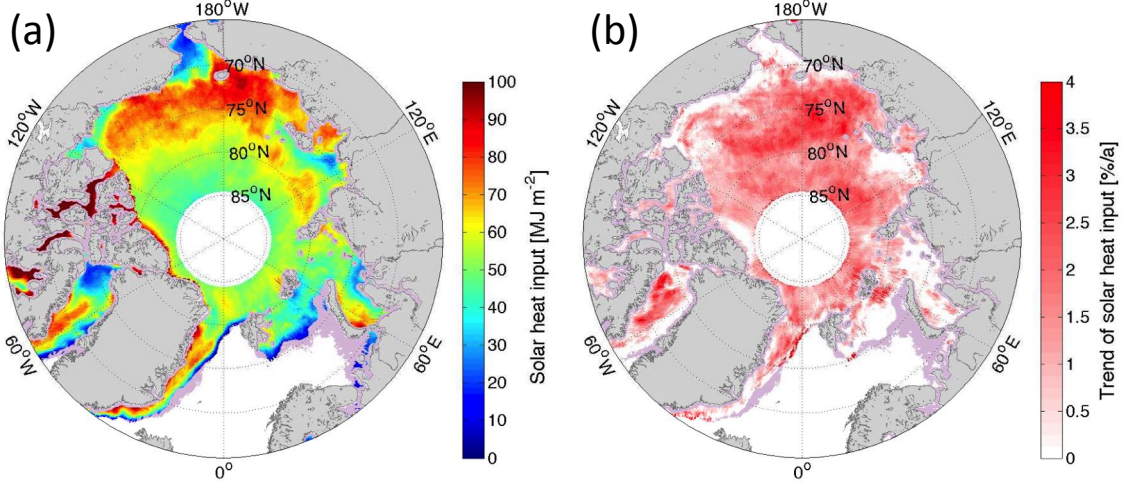 (a)
180°W
120°W
120°E
60°W
60°E
0°
70°N
75°N
80°N
85°N
100
90
80
70
60
50
40
30
20
10
0
Solar heat input [MJ m-2]
(b)
180°W
120°W
120°E
60°W
60°E
0°
70°N
75°N
80°N
85°N
4
3.5
3
2.5
2
1.5
1
0.5
0
Trend of solar heat input [%/a]